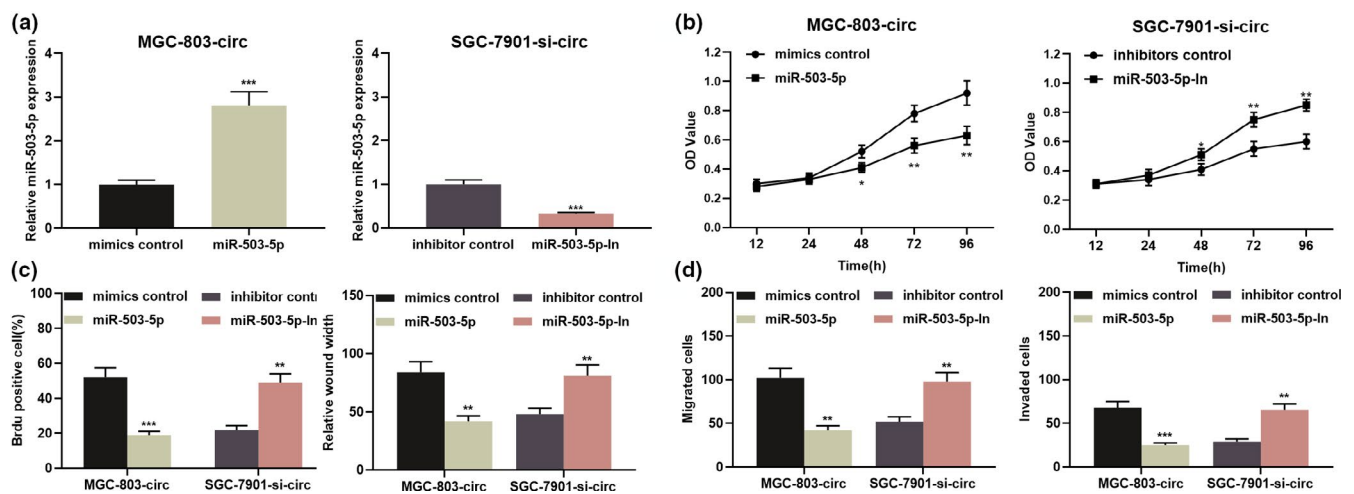 (a)
MGC-803-circ
Relative miR-503-5p expression
4
3
2
1
0
***
mimics control
miR-503-5p
SGC-7901-si-circ
Relative miR-503-5p expression
4
3
2
1
0
***
inhibitor control
miR-503-5p-In
(b)
MGC-803-circ
mimics control
miR-503-5p
OD Value
1.2
1.0
0.8
0.6
0.4
0.2
0.0
*
**
**
12 24 48 72 96
Time(h)
SGC-7901-si-circ
inhibitors control
miR-503-5p-In
OD Value
1.2
1.0
0.8
0.6
0.4
0.2
0.0
*
**
**
12 24 48 72 96
Time(h)
(c)
mimics control
inhibitor cont
miR-503-5p
miR-503-5p-In
Brdu positive cell(%)
100
80
60
40
20
0
***
**
MGC-803-circ
SGC-7901-si-circ
mimics control
inhibitor control
miR-503-5p
miR-503-5p-In
Relative wound width
150
100
50
0
**
**
MGC-803-circ
SGC-7901-si-circ
(d)
mimics control
inhibitor control
miR-503-5p
miR-503-5p-In
Migrated cells
200
150
100
50
0
**
**
MGC-803-circ
SGC-7901-si-circ
mimics control
inhibitor control
miR-503-5p
miR-503-5p-In
Invaded cells
200
150
100
50
0
***
**
MGC-803-circ
SGC-7901-si-circ